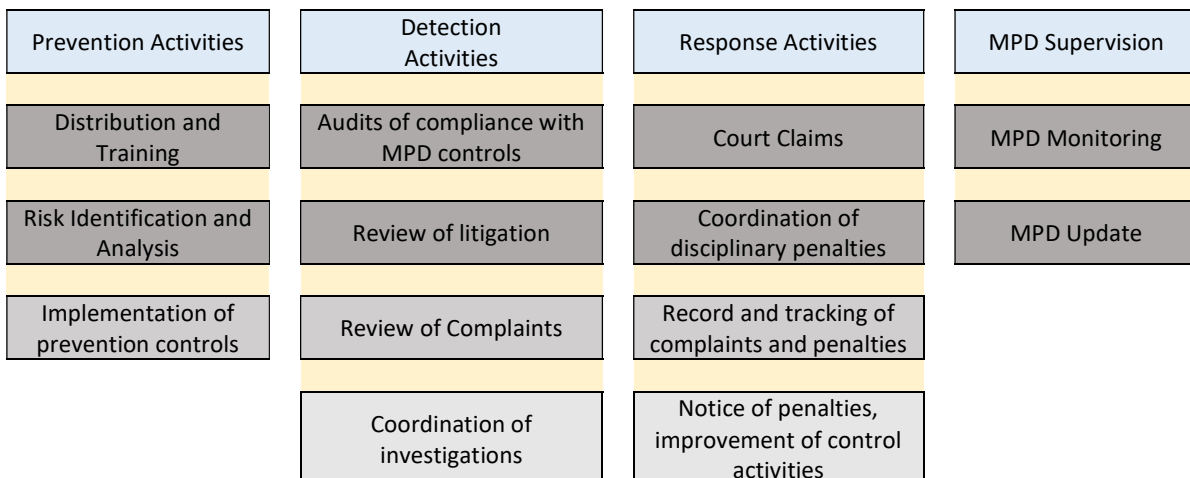 Prevention Activities
Detection
Activities
Response Activities
MPD Supervision
Distribution and
Training
Audits of compliance with
MPD controls
Court Claims
MPD Monitoring
Risk Identification and
Analysis
Review of litigation
Coordination of
disciplinary penalties
MPD Update
Implementation of
prevention controls
Review of Complaints
Record and tracking of
complaints and penalties
Coordination of
investigations
Notice of penalties,
improvement of control
activities